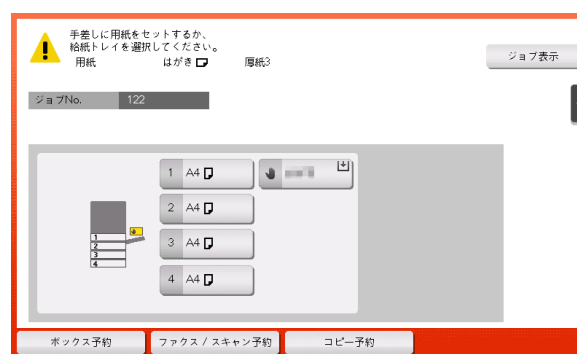 手差しに用紙をセットするか、
給紙トレイを選択してください。
用紙 はがき 厚紙3
ジョブ表示
ジョブNo. 122
1 A4
2 A4
3 A4
4 A4
1
2
3
4
ボックス予約 ファクス / スキャン予約 コピー予約